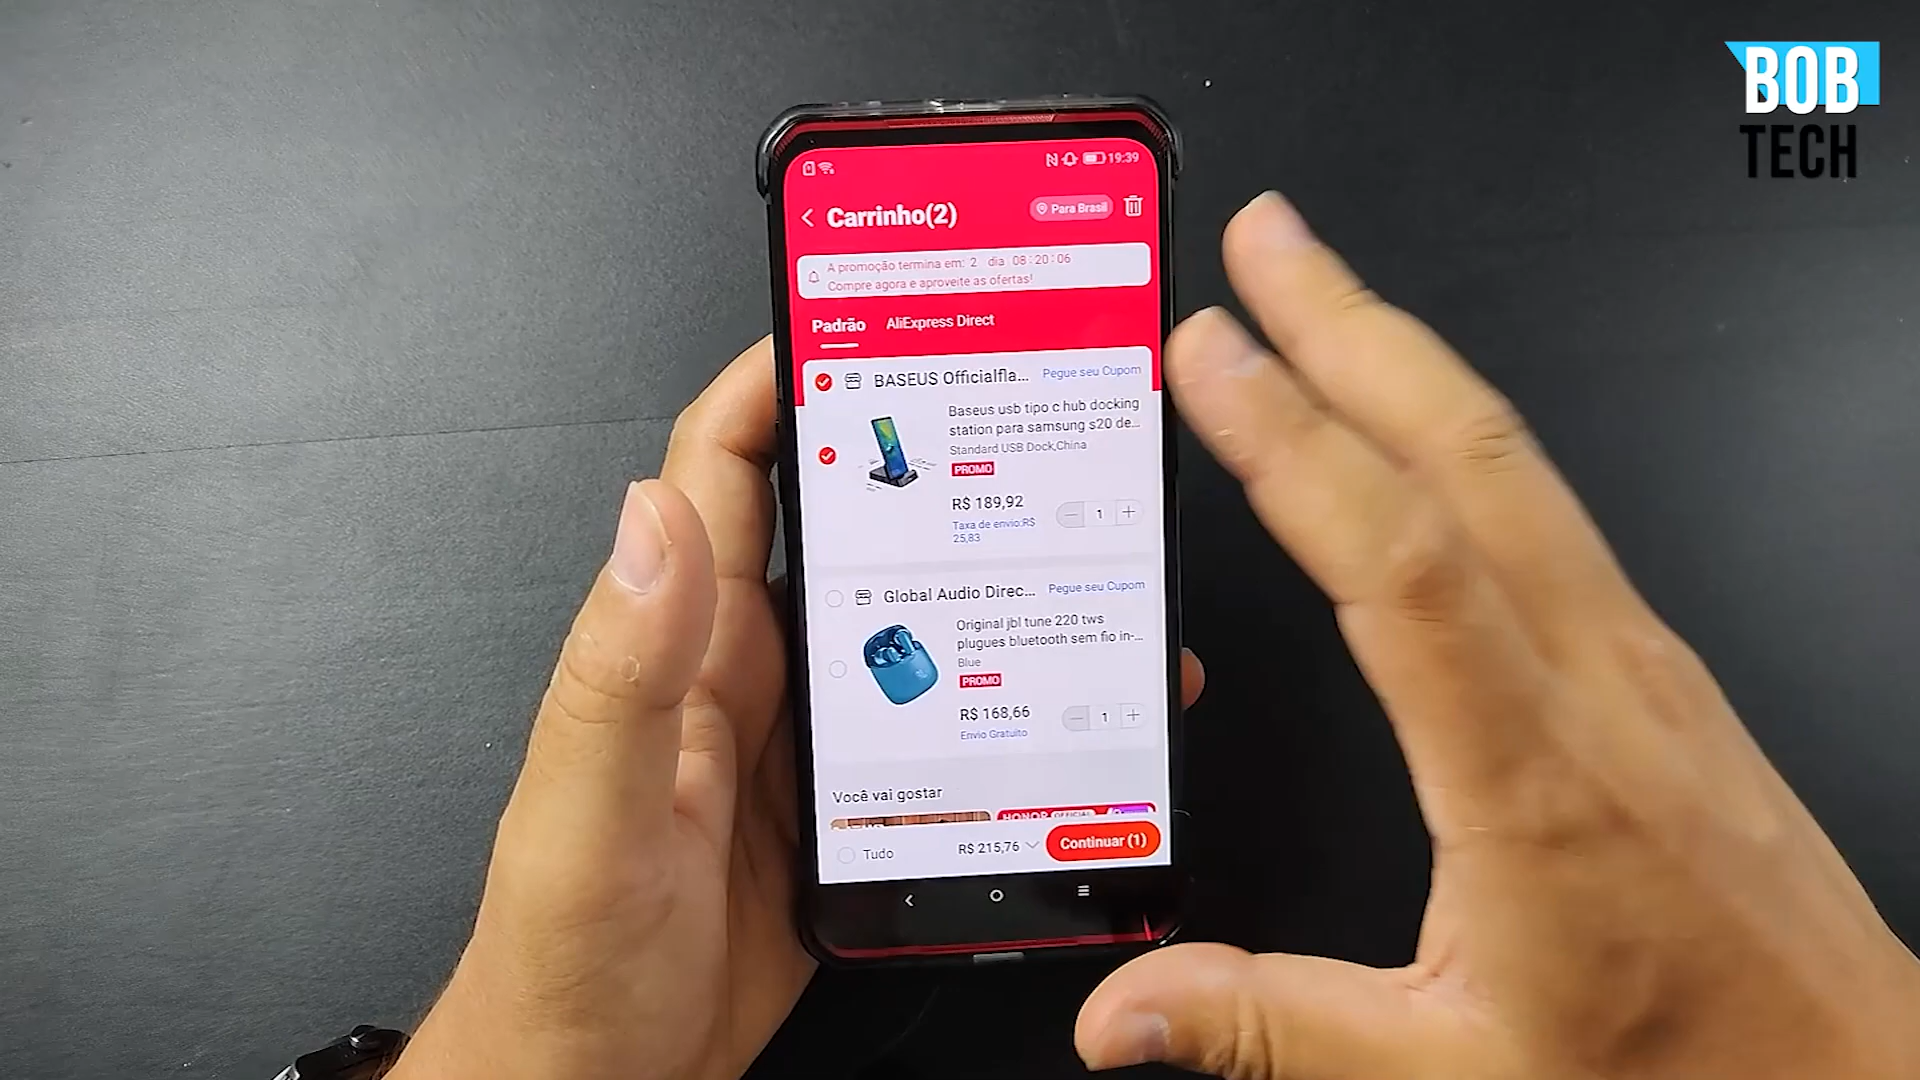 BOB
TECH
19:39
Carrinho(2)
Para Brasil
A promoção termina em: 2 dia 08:20:06
Compre agora e aproveite as ofertas!
Padrão
AliExpress Direct
BASEUS Officialfla...
Pegue seu Cupom
Baseus usb tipo c hub docking
station para samsung s20 de...
Standard USB Dock,China
PROMO
R$ 189,92
1
Taxa de envio:R$
25,83
Global Audio Direc...
Pegue seu Cupom
Original jbl tune 220 tws
plugues bluetooth sem fio in-...
Blue
PROMO
R$ 168,66
1
Envio Gratuito
Você vai gostar
HONOR OFFICIAL
Tudo
R$ 215,76
Continuar (1)